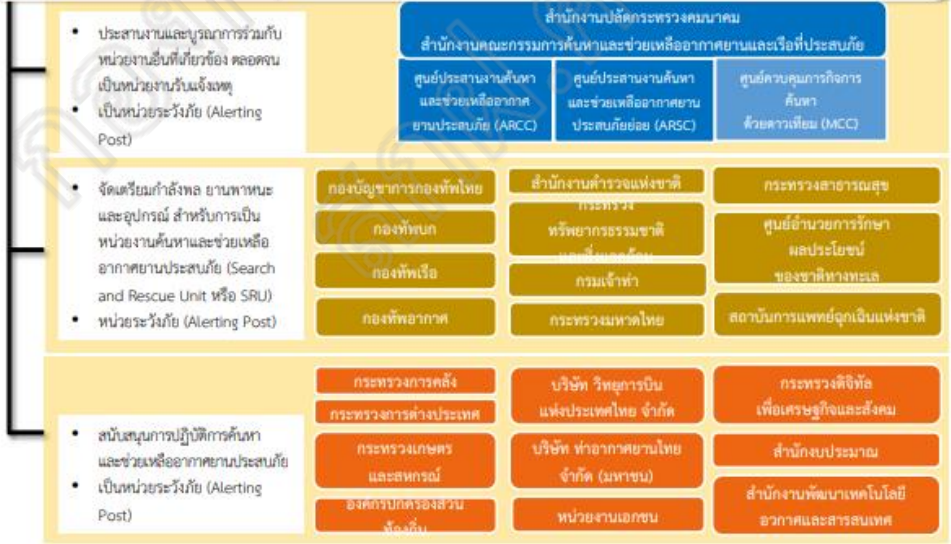 • ประสานงานและบูรณาการร่วมกับ
หน่วยงานอื่นที่เกี่ยวข้อง ตลอดจน
เป็นหน่วยงานรับแจ้งเหตุ
• เป็นหน่วยระวังภัย (Alerting
Post)
สำนักงานปลัดกระทรวงคมนาคม
สำนักงานคณะกรรมการค้นหาและช่วยเหลืออากาศยานและเรือที่ประสบภัย
ศูนย์ประสานงานค้นหา
และช่วยเหลืออากาศ
ยานประสบภัย (ARCC)
ศูนย์ประสานงานค้นหา
และช่วยเหลืออากาศยาน
ประสบภัยย่อย (ARSC)
ศูนย์ควบคุมภารกิจการ
ค้นหา
ด้วยดาวเทียม (MCC)
• จัดเตรียมกำลังพล ยานพาหนะ
และอุปกรณ์ สำหรับการเป็น
หน่วยงานค้นหาและช่วยเหลือ
อากาศยานประสบภัย (Search
and Rescue Unit หรือ SRU)
• หน่วยระวังภัย (Alerting Post)
กองบัญชาการกองทัพไทย
กองทัพบก
กองทัพเรือ
กองทัพอากาศ
สำนักงานตำรวจแห่งชาติ
กระทรวง
ทรัพยากรธรรมชาติ
และสิ่งแวดล้อม
กรมเจ้าท่า
กระทรวงมหาดไทย
กระทรวงสาธารณสุข
ศูนย์อำนวยการรักษา
ผลประโยชน์
ของชาติทางทะเล
สถาบันการแพทย์ฉุกเฉินแห่งชาติ
• สนับสนุนการปฏิบัติการค้นหา
และช่วยเหลืออากาศยานประสบภัย
• เป็นหน่วยระวังภัย (Alerting
Post)
กระทรวงการคลัง
กระทรวงการต่างประเทศ
กระทรวงเกษตร
และสหกรณ์
องค์กรปกครองส่วน
ท้องถิ่น
บริษัท วิทยุการบิน
แห่งประเทศไทย จำกัด
บริษัท ท่าอากาศยานไทย
จำกัด (มหาชน)
หน่วยงานเอกชน
กระทรวงดิจิทัล
เพื่อเศรษฐกิจและสังคม
สำนักงบประมาณ
สำนักงานพัฒนาเทคโนโลยี
อวกาศและสารสนเทศ